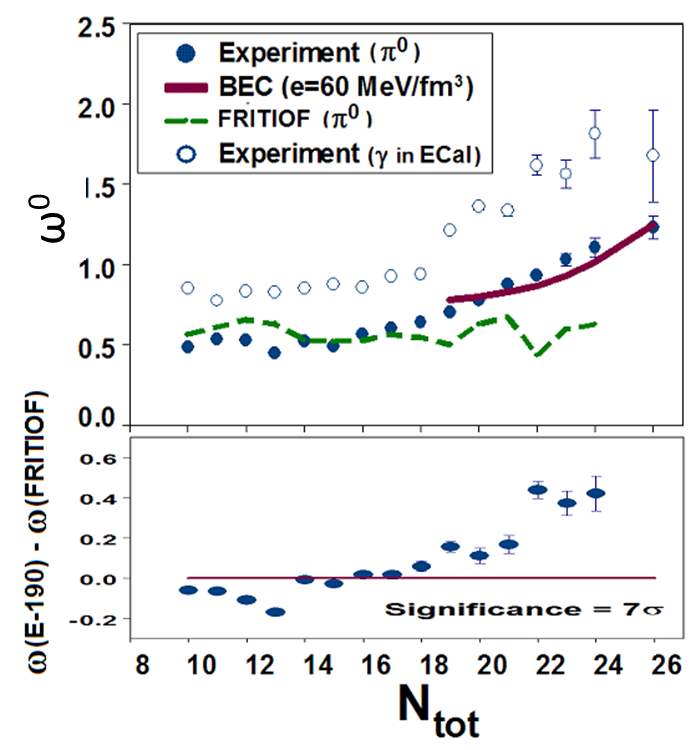 2.5
2.0
1.5
1.0
0.5
0.0
ω⁰
Experiment (π⁰)
BEC (e=60 MeV/fm³)
FRITIOF (π⁰)
Experiment (γ in ECal)
ω(E-190) - ω(FRITIOF)
0.6
0.4
0.2
0.0
-0.2
Significance = 7σ
8 10 12 14 16 18 20 22 24 26
Ntot